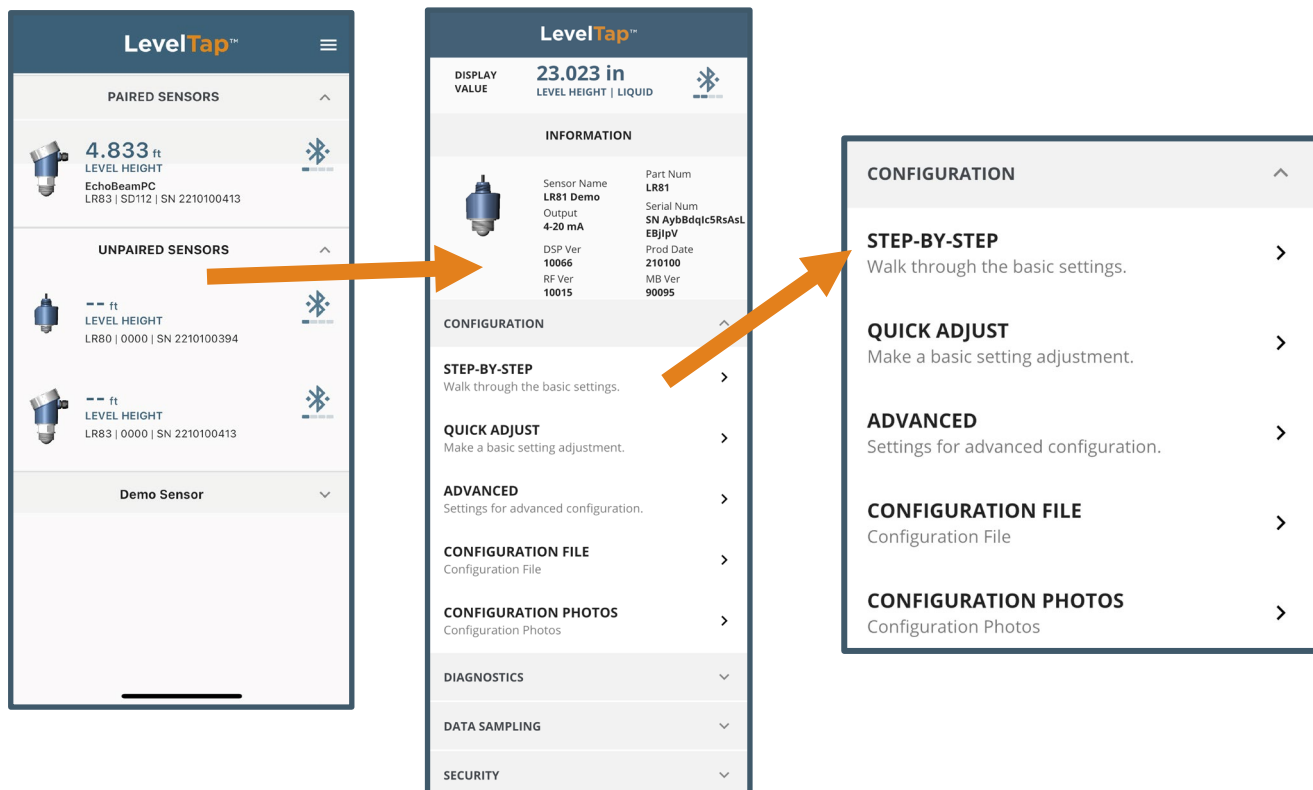 LevelTap™
PAIRED SENSORS
4.833 ft
LEVEL HEIGHT
EchoBeamPC
LR83 | SD112 | SN 2210100413
UNPAIRED SENSORS
-- ft
LEVEL HEIGHT
LR80 | 0000 | SN 2210100394
-- ft
LEVEL HEIGHT
LR83 | 0000 | SN 2210100413
Demo Sensor
LevelTap™
DISPLAY
VALUE
23.023 in
LEVEL HEIGHT | LIQUID
INFORMATION
Sensor Name
LR81 Demo
Output
4-20 mA
DSP Ver
10066
RF Ver
10015
Part Num
LR81
Serial Num
SN AybBdqIc5RsAsL
EBjIpV
Prod Date
210100
MB Ver
90095
CONFIGURATION
STEP-BY-STEP
Walk through the basic settings.
QUICK ADJUST
Make a basic setting adjustment.
ADVANCED
Settings for advanced configuration.
CONFIGURATION FILE
Configuration File
CONFIGURATION PHOTOS
Configuration Photos
DIAGNOSTICS
DATA SAMPLING
SECURITY
CONFIGURATION
STEP-BY-STEP
Walk through the basic settings.
QUICK ADJUST
Make a basic setting adjustment.
ADVANCED
Settings for advanced configuration.
CONFIGURATION FILE
Configuration File
CONFIGURATION PHOTOS
Configuration Photos